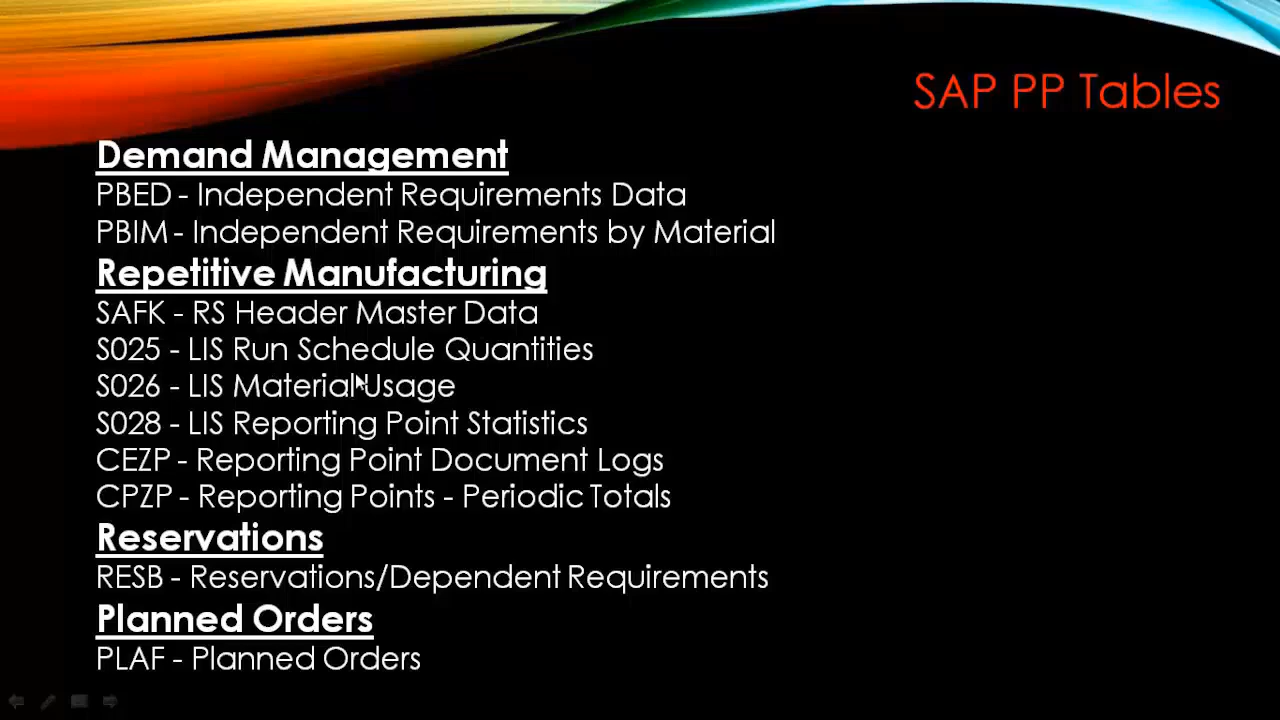 SAP PP Tables
Demand Management
PBED - Independent Requirements Data
PBIM - Independent Requirements by Material
Repetitive Manufacturing
SAFK - RS Header Master Data
S025 - LIS Run Schedule Quantities
S026 - LIS Material Usage
S028 - LIS Reporting Point Statistics
CEZP - Reporting Point Document Logs
CPZP - Reporting Points - Periodic Totals
Reservations
RESB - Reservations/Dependent Requirements
Planned Orders
PLAF - Planned Orders